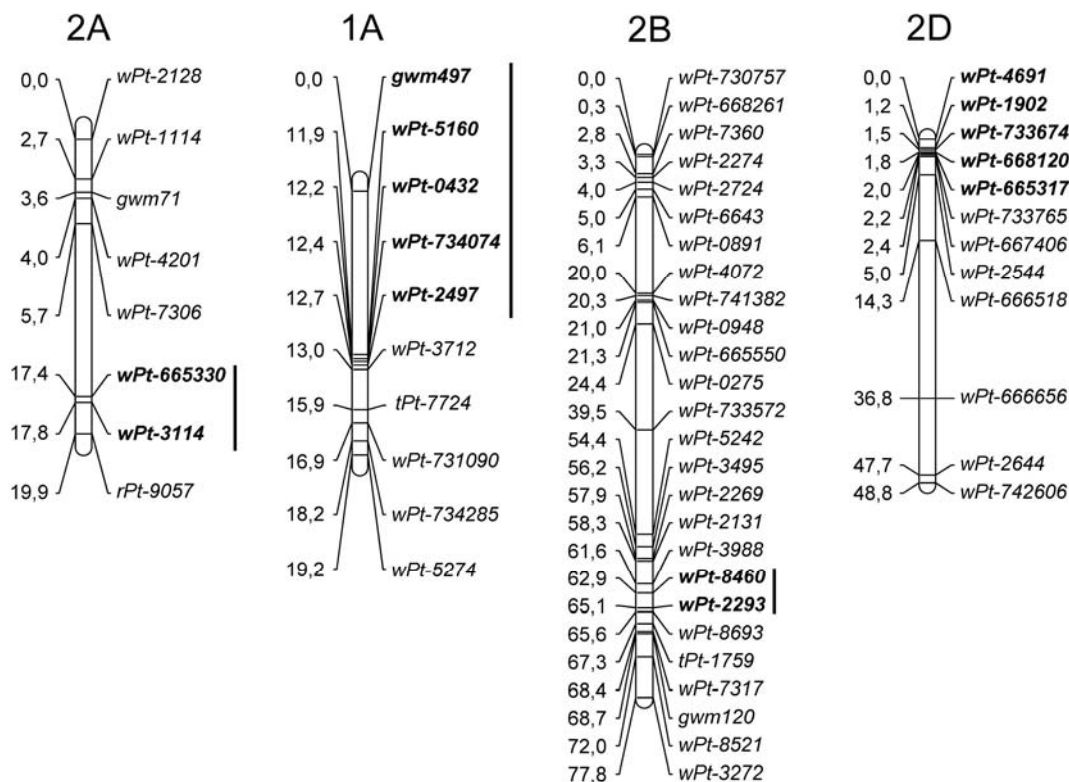 2A
0,0 wPt-2128
2,7 wPt-1114
3,6 gwm71
4,0 wPt-4201
5,7 wPt-7306
17,4 wPt-665330
17,8 wPt-3114
19,9 rPt-9057
1A
0,0 gwm497
11,9 wPt-5160
12,2 wPt-0432
12,4 wPt-734074
12,7 wPt-2497
13,0 wPt-3712
15,9 tPt-7724
16,9 wPt-731090
18,2 wPt-734285
19,2 wPt-5274
2B
0,0 wPt-730757
0,3 wPt-668261
2,8 wPt-7360
3,3 wPt-2274
4,0 wPt-2724
5,0 wPt-6643
6,1 wPt-0891
20,0 wPt-4072
20,3 wPt-741382
21,0 wPt-0948
21,3 wPt-665550
24,4 wPt-0275
39,5 wPt-733572
54,4 wPt-5242
56,2 wPt-3495
57,9 wPt-2269
58,3 wPt-2131
61,6 wPt-3988
62,9 wPt-8460
65,1 wPt-2293
65,6 wPt-8693
67,3 tPt-1759
68,4 wPt-7317
68,7 gwm120
72,0 wPt-8521
77,8 wPt-3272
2D
0,0 wPt-4691
1,2 wPt-1902
1,5 wPt-733674
1,8 wPt-668120
2,0 wPt-665317
2,2 wPt-733765
2,4 wPt-667406
5,0 wPt-2544
14,3 wPt-666518
36,8 wPt-666656
47,7 wPt-2644
48,8 wPt-742606